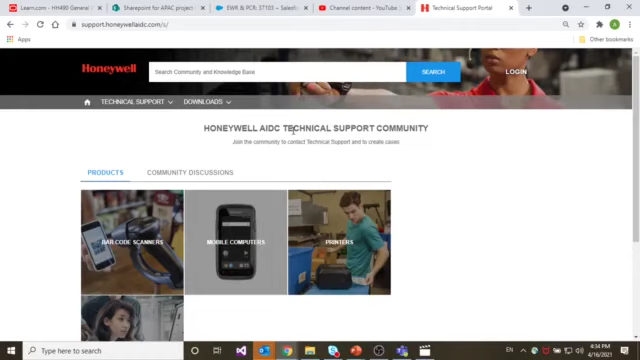 Learn.com - HH490 General
Sharepoint for APAC project
EWR & PCR: ST103 – Salesfo
Channel content - YouTube
Technical Support Portal
support.honeywellaidc.com/s/
Apps
Other bookmarks
Honeywell
Search Community and Knowledge Base
SEARCH
LOGIN
TECHNICAL SUPPORT
DOWNLOADS
HONEYWELL AIDC TECHNICAL SUPPORT COMMUNITY
Join the community to contact Technical Support and to create cases
PRODUCTS
COMMUNITY DISCUSSIONS
BAR CODE SCANNERS
MOBILE COMPUTERS
PRINTERS
Type here to search
EN
4:34 PM
4/16/2021